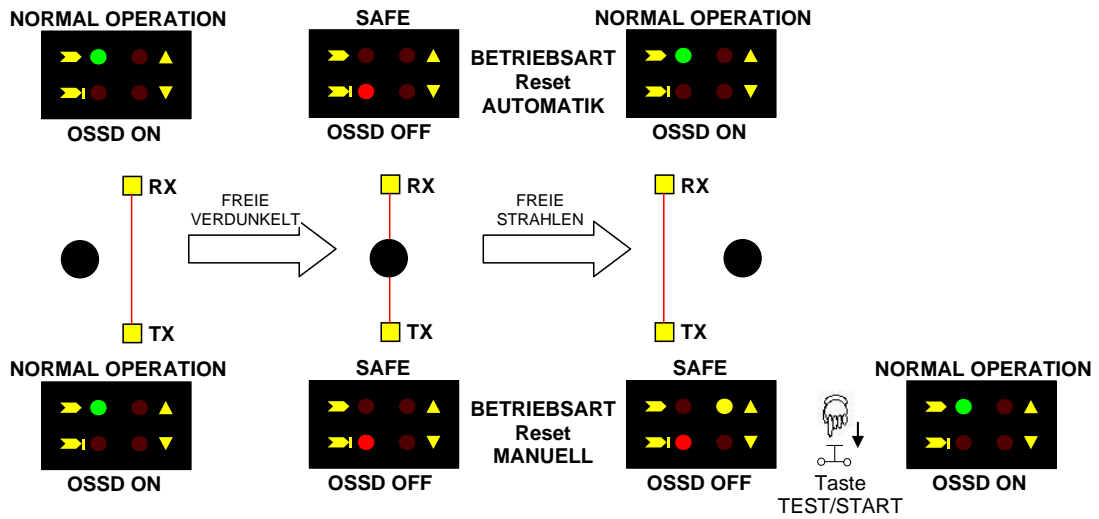 NORMAL OPERATION
SAFE
NORMAL OPERATION
BETRIEBSART
Reset
AUTOMATIK
OSSD ON
OSSD OFF
OSSD ON
RX
RX
RX
FREIE
VERDUNKELT
FREIE
STRAHLEN
TX
TX
TX
NORMAL OPERATION
SAFE
SAFE
NORMAL OPERATION
BETRIEBSART
Reset
MANUELL
OSSD ON
OSSD OFF
OSSD OFF
Taste
TEST/START
OSSD ON